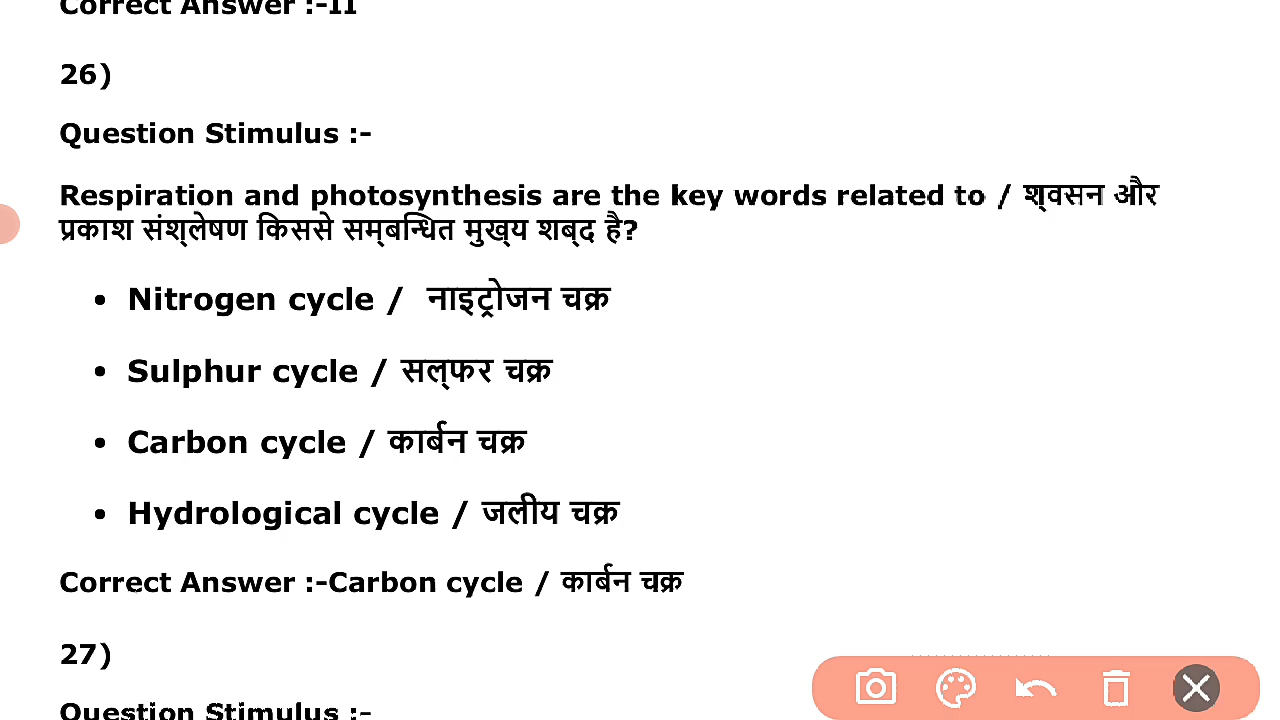 Correct Answer :-II
26)
Question Stimulus :-
Respiration and photosynthesis are the key words related to / श्वसन और
प्रकाश संश्लेषण किससे सम्बन्धित मुख्य शब्द है?
• Nitrogen cycle / नाइट्रोजन चक्र
• Sulphur cycle / सल्फर चक्र
• Carbon cycle / कार्बन चक्र
• Hydrological cycle / जलीय चक्र
Correct Answer :-Carbon cycle / कार्बन चक्र
27)
Question Stimulus :-